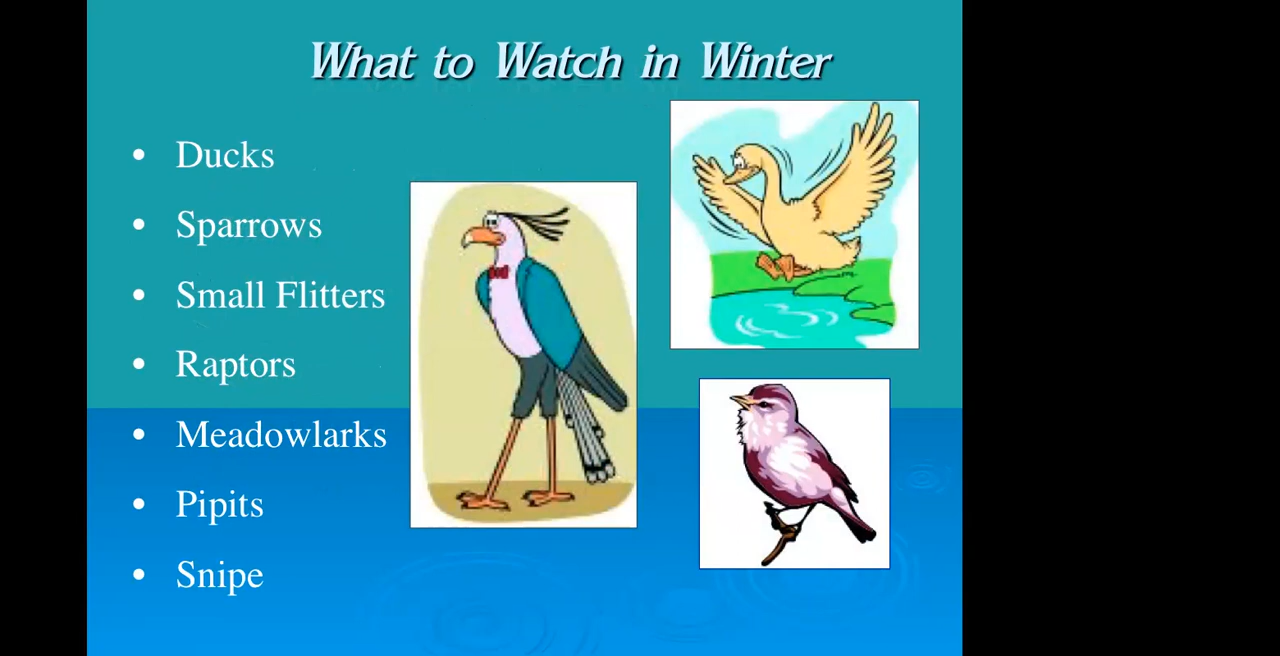 What to Watch in Winter
• Ducks
• Sparrows
• Small Flitters
• Raptors
• Meadowlarks
• Pipits
• Snipe